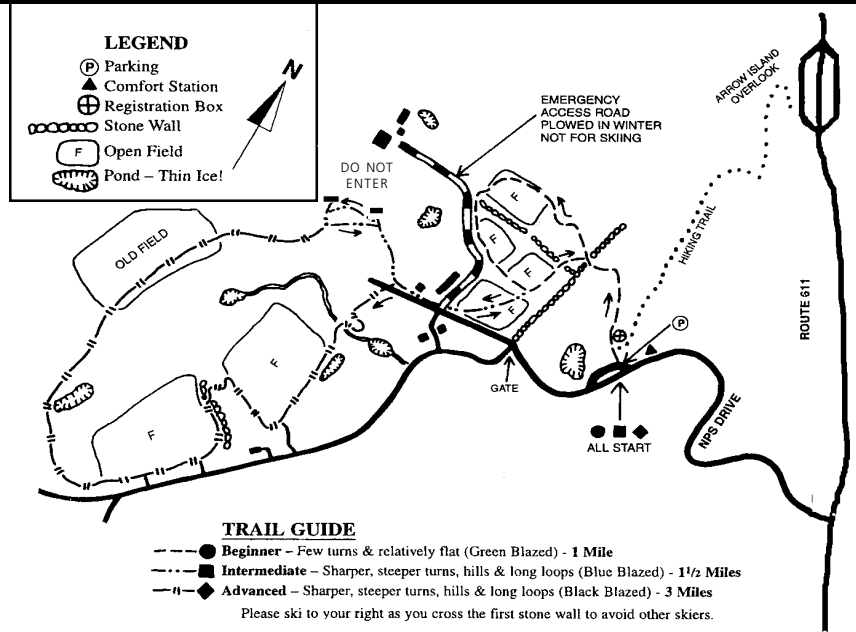 LEGEND
P Parking
Comfort Station
Registration Box
Stone Wall
F Open Field
Pond – Thin Ice!
N
DO NOT
ENTER
EMERGENCY
ACCESS ROAD
PLOWED IN WINTER
NOT FOR SKIING
ARROW ISLAND
OVERLOOK
HIKING TRAIL
ROUTE 611
OLD FIELD
F
F
F
F
F
F
P
GATE
ALL START
NPS DRIVE
TRAIL GUIDE
Beginner – Few turns & relatively flat (Green Blazed) - 1 Mile
Intermediate – Sharper, steeper turns, hills & long loops (Blue Blazed) - 1 1/2 Miles
Advanced – Sharper, steeper turns, hills & long loops (Black Blazed) - 3 Miles
Please ski to your right as you cross the first stone wall to avoid other skiers.